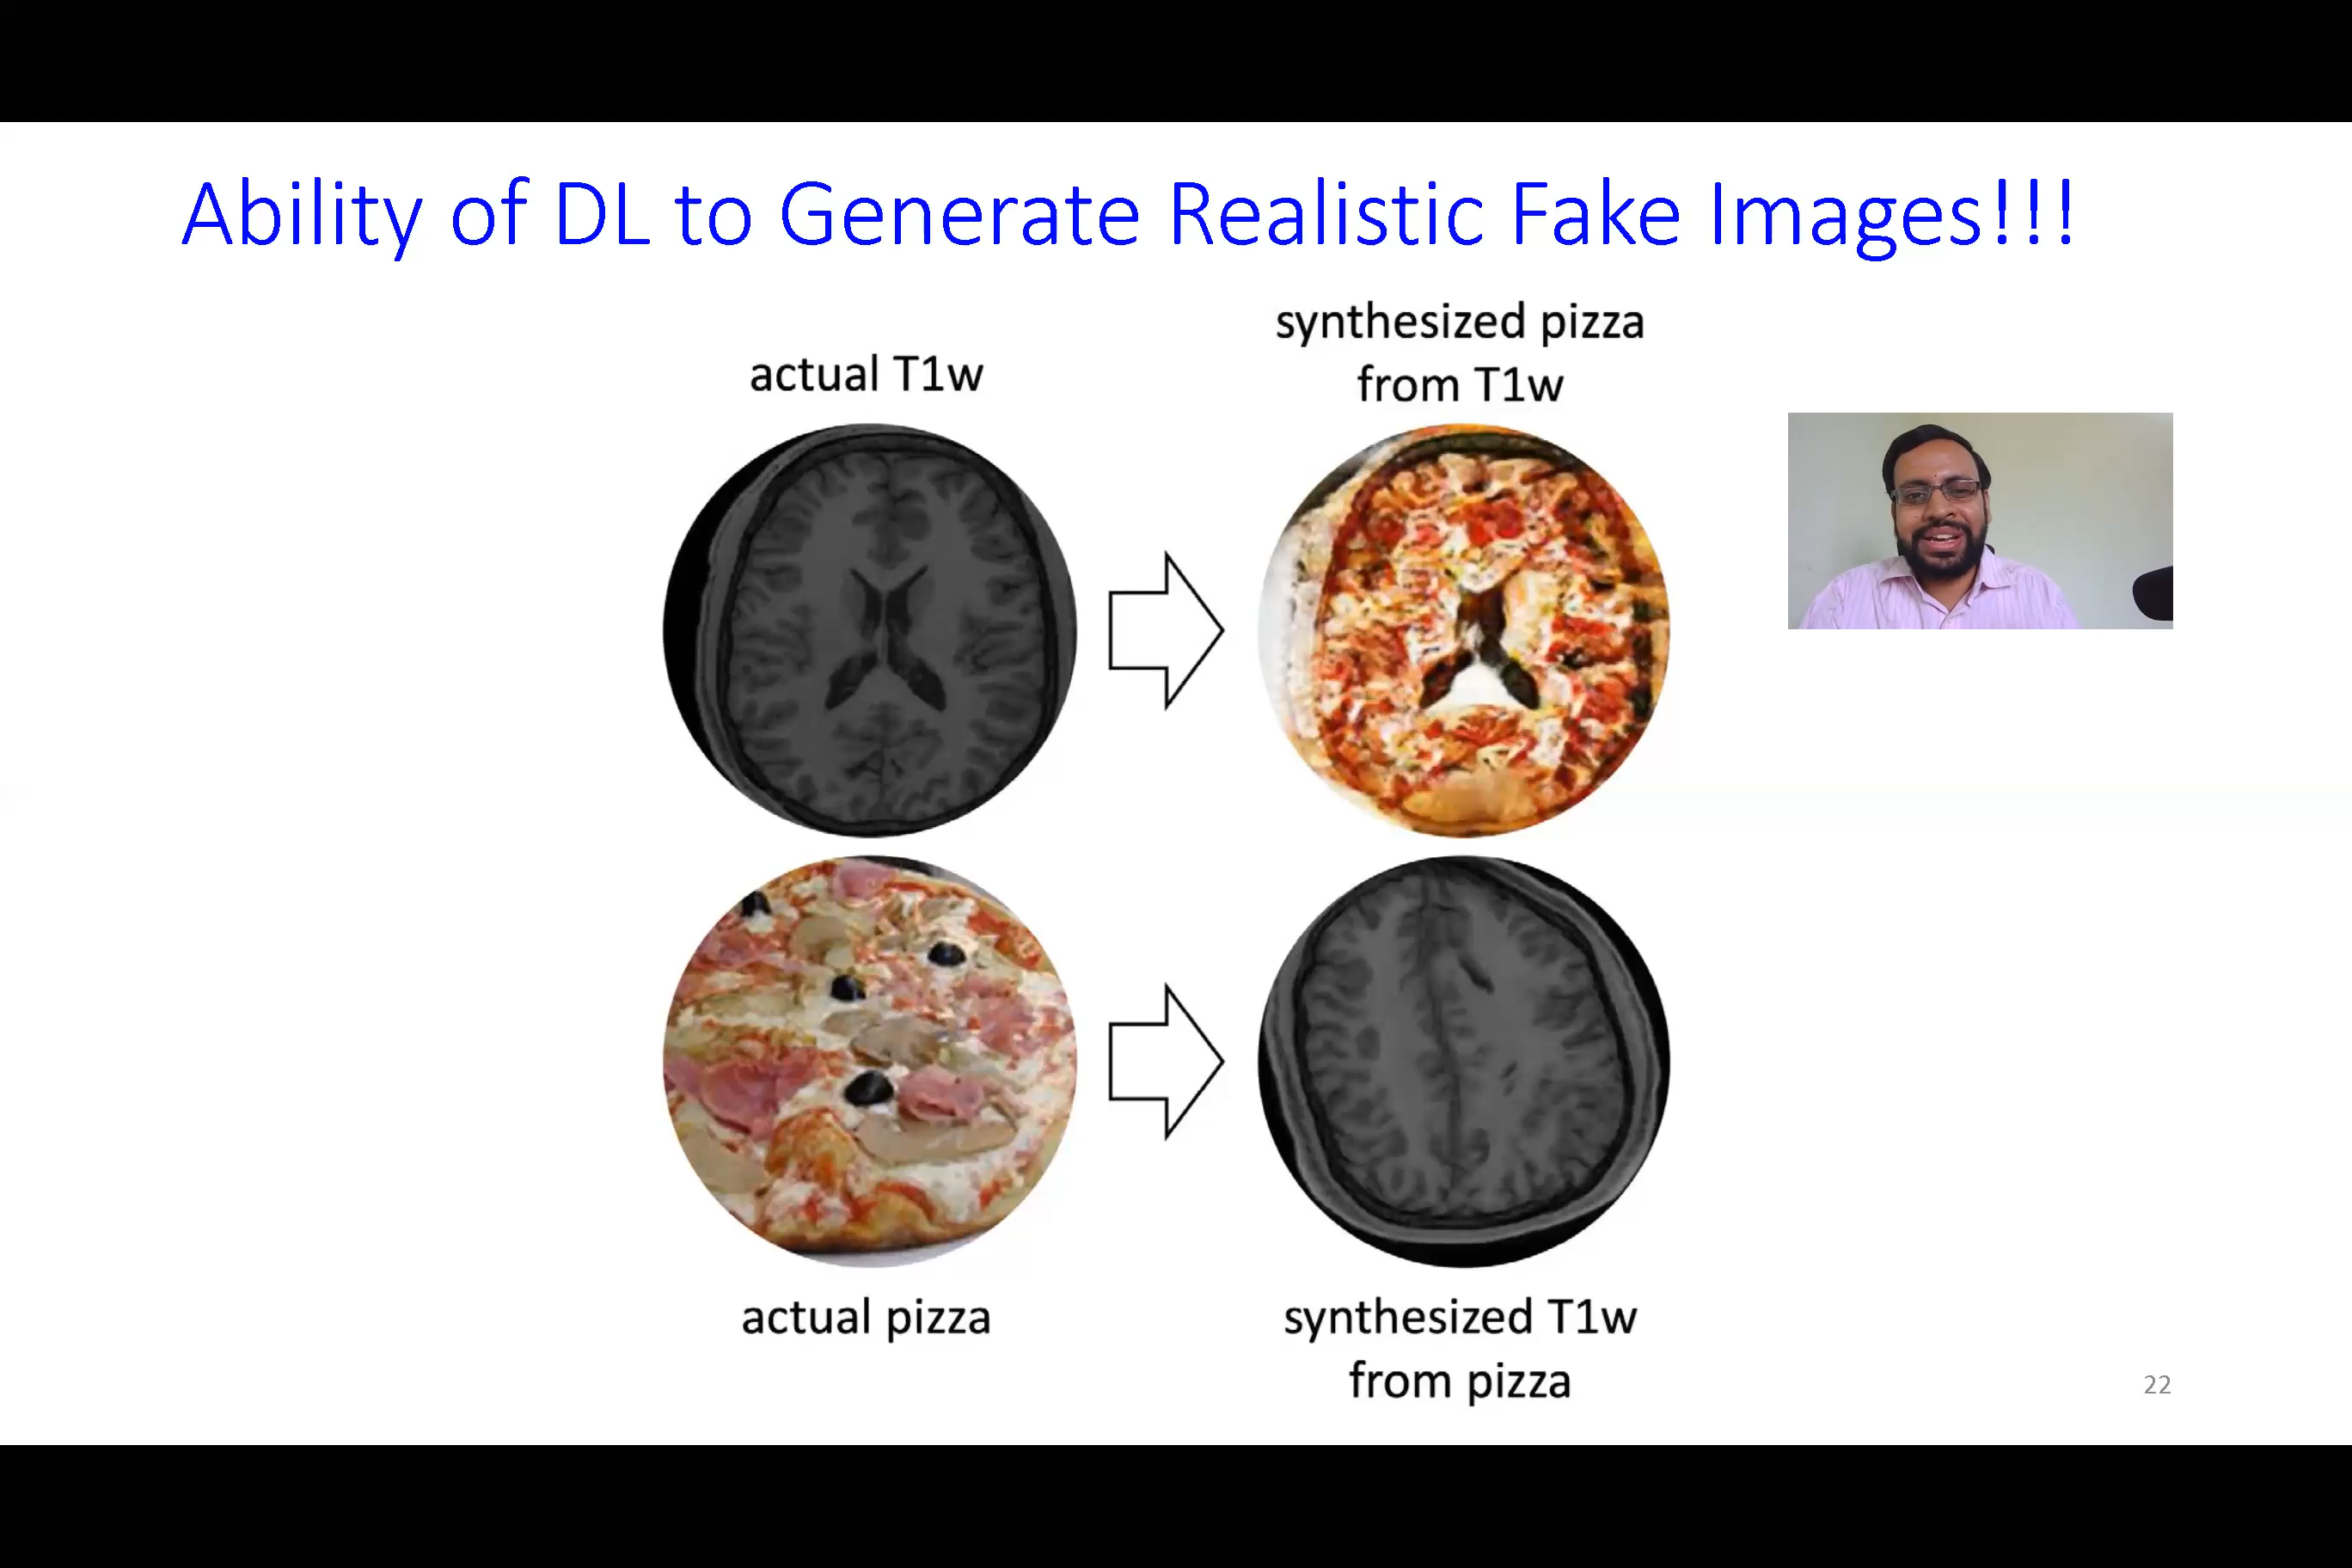 Ability of DL to Generate Realistic Fake Images!!!
actual T1w
synthesized pizza
from T1w
actual pizza
synthesized T1w
from pizza
22